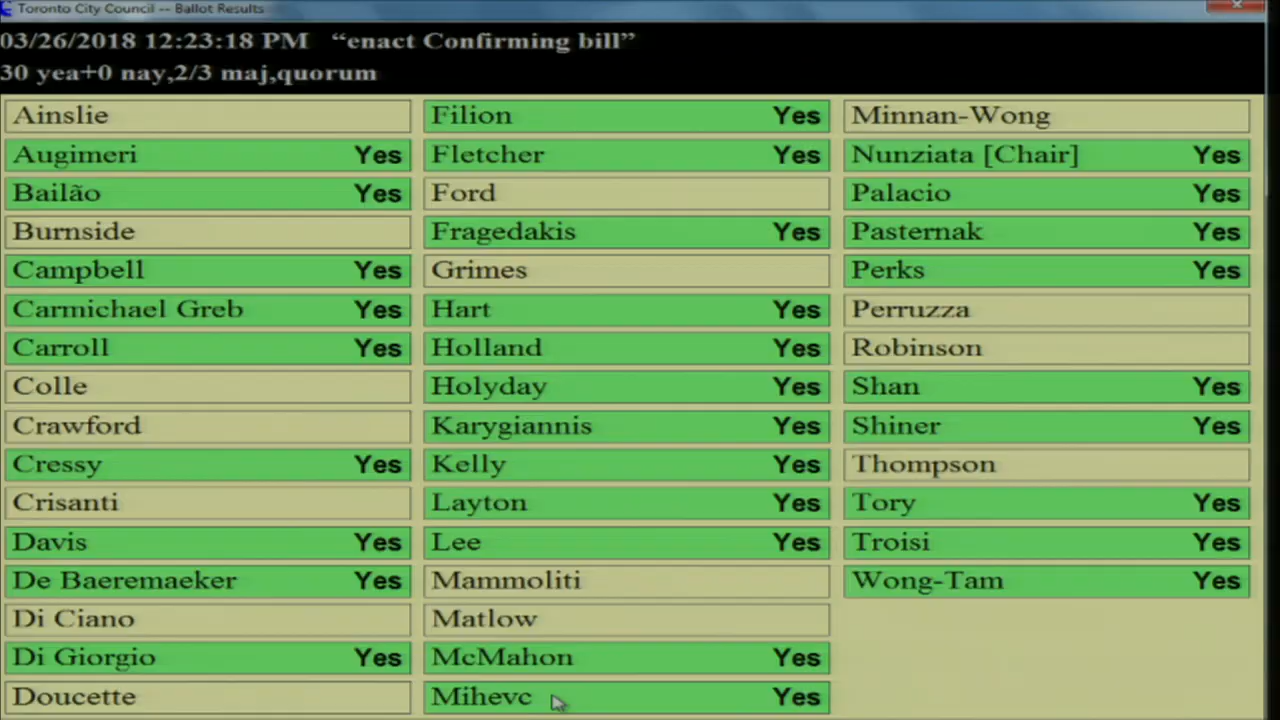 Toronto City Council -- Ballot Results
03/26/2018 12:23:18 PM “enact Confirming bill”
30 yea+0 nay,2/3 maj,quorum
Ainslie
Augimeri Yes
Bailão Yes
Burnside
Campbell Yes
Carmichael Greb Yes
Carroll Yes
Colle
Crawford
Cressy Yes
Crisanti
Davis Yes
De Baeremaeker Yes
Di Ciano
Di Giorgio Yes
Doucette
Filion Yes
Fletcher Yes
Ford
Fragedakis Yes
Grimes
Hart Yes
Holland Yes
Holyday Yes
Karygiannis Yes
Kelly Yes
Layton Yes
Lee Yes
Mammoliti
Matlow
McMahon Yes
Mihevc Yes
Minnan-Wong
Nunziata [Chair] Yes
Palacio Yes
Pasternak Yes
Perks Yes
Perruzza
Robinson
Shan Yes
Shiner Yes
Thompson
Tory Yes
Troisi Yes
Wong-Tam Yes